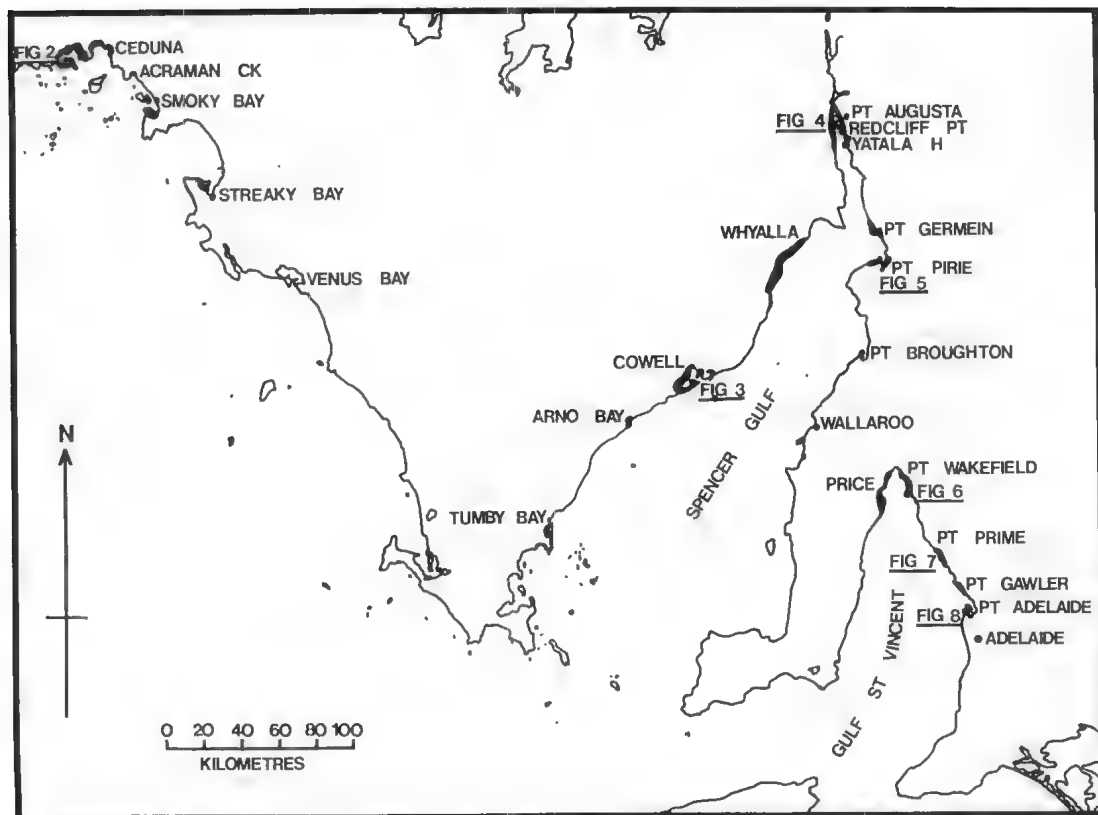 FIG 2
CEDUNA
ACRAMAN CK
SMOKY BAY
STREAKY BAY
VENUS BAY
FIG 4
PT AUGUSTA
REDCLIFF PT
YATALA H
WHYALLA
PT GERMEIN
PT PIRIE
FIG 5
COWELL
FIG 3
PT BROUGHTON
ARNO BAY
WALLAROO
SPENCER GULF
TUMBY BAY
PRICE
PT WAKEFIELD
FIG 6
PT PRIME
FIG 7
PT GAWLER
PT ADELAIDE
FIG 8
ADELAIDE
GULF ST VINCENT
N
0 20 40 60 80 100
KILOMETRES